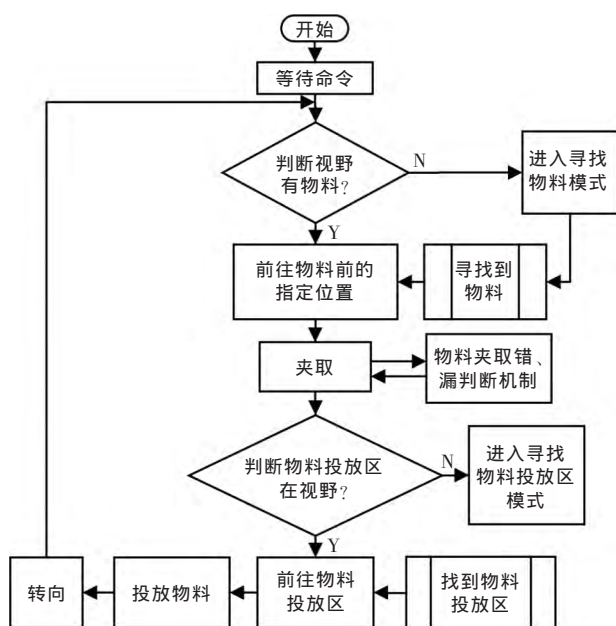 开始
等待命令
判断视野
有物料?
N
进入寻找
物料模式
Y
前往物料前的
指定位置
寻找到
物料
夹取
物料夹取错、
漏判断机制
判断物料投放区
在视野?
N
进入寻找
物料投放区
模式
Y
转向
投放物料
前往物料
投放区
找到物料
投放区